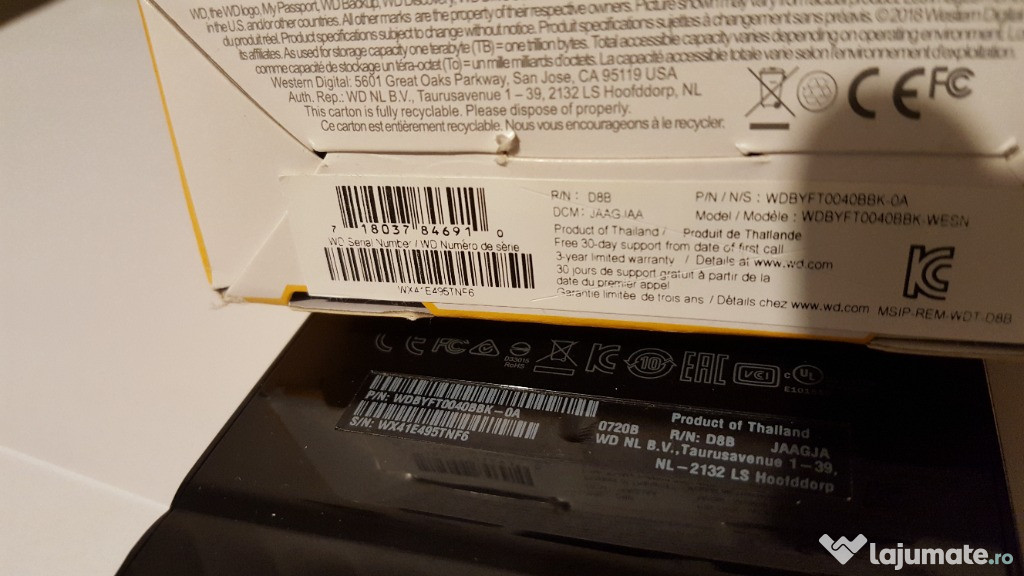 WD, the WD logo, My Passport, WD Backup, WD Discovery,
in the U.S. and/or other countries. All other marks are the property of their respective owners. Picture shown may vary from
du produit réel. Product specifications subject to change without notice. Product specifications sujettes à changement sans préavis. © 2018 Western Digital
its affiliates. As used for storage capacity, one terabyte (TB) = one trillion bytes. Total accessible capacity varies depending on operating environment.
comme capacité de stockage un téra-octet (To) = un mille milliards d'octets. La capacité accessible totale varie selon l'environnement d'exploitation.
Western Digital: 5601 Great Oaks Parkway, San Jose, CA 95119 USA
Auth. Rep.: WD NL B.V., Taurusavenue 1 – 39, 2132 LS Hoofddorp, NL
This carton is fully recyclable. Please dispose of properly.
Ce carton est entièrement recyclable. Nous vous encourageons à le recycler.
CE FC
7 18037 84691 0
WD Serial Number / WD Numéro de série
WX41E495TNF6
R/N: D8B
DCM: JAAGJAA
Product of Thailand / Produit de Thaïlande
Free 30-day support from date of first call
3-year limited warranty / Details at www.wd.com
30 jours de support gratuit à partir de la
date du premier appel
Garantie limitée de trois ans / Détails chez www.wd.com
P/N / N/S : WDBYFT0040BBK-0A
Model / Modèle : WDBYFT0040BBK-WESN
MSIP-REM-WDT-D8B
CE FC
D33015
RoHS
10
EAC
VCI
c UL
P/N: WDBYFT0040BBK-0A
S/N: WX41E495TNF6
0720B
Product of Thailand
R/N: D8B JAAGJA
WD NL B.V.,Taurusavenue 1-39,
NL-2132 LS Hoofddorp
lajumate.ro